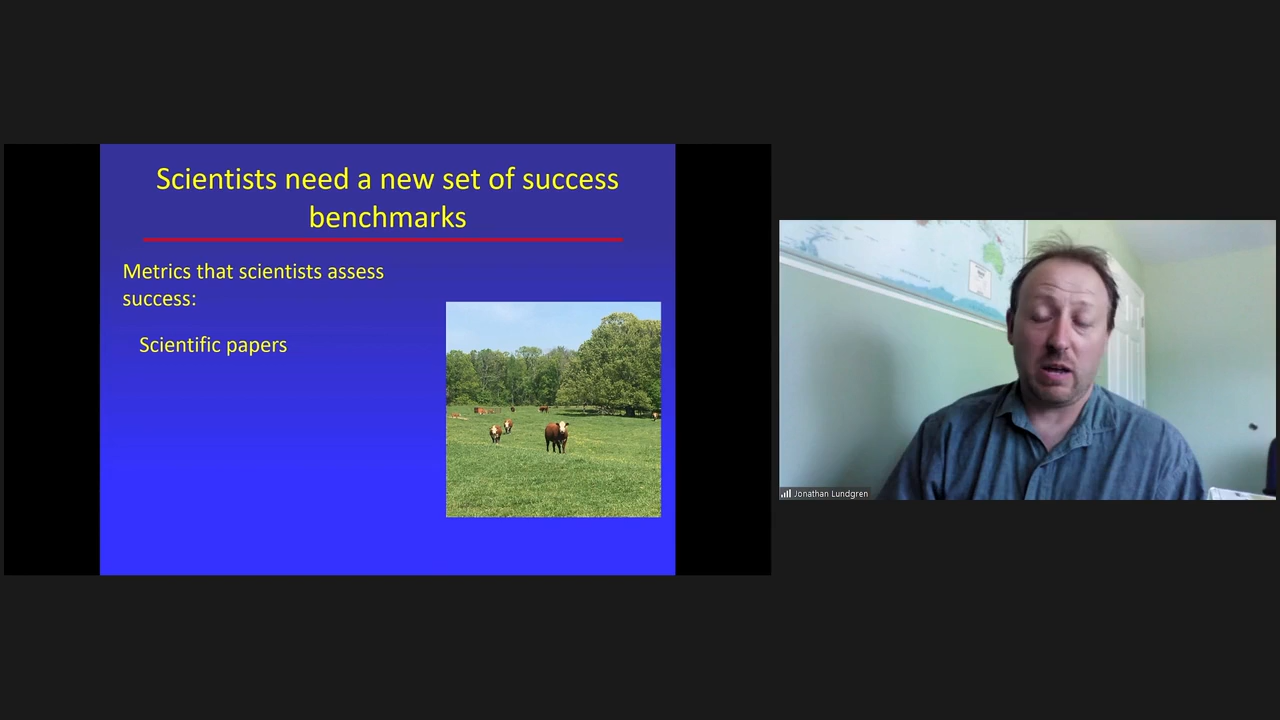 Scientists need a new set of success
benchmarks
Metrics that scientists assess
success:
Scientific papers
Jonathan Lundgren